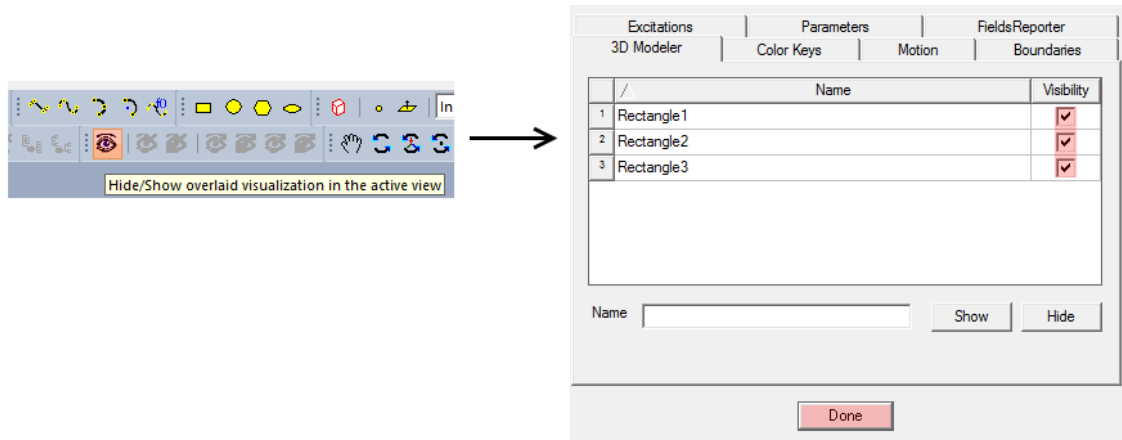 Excitations Parameters FieldsReporter
3D Modeler Color Keys Motion Boundaries
Name Visibility
1 Rectangle1
2 Rectangle2
3 Rectangle3
In
Hide/Show overlaid visualization in the active view
Name Show Hide
Done